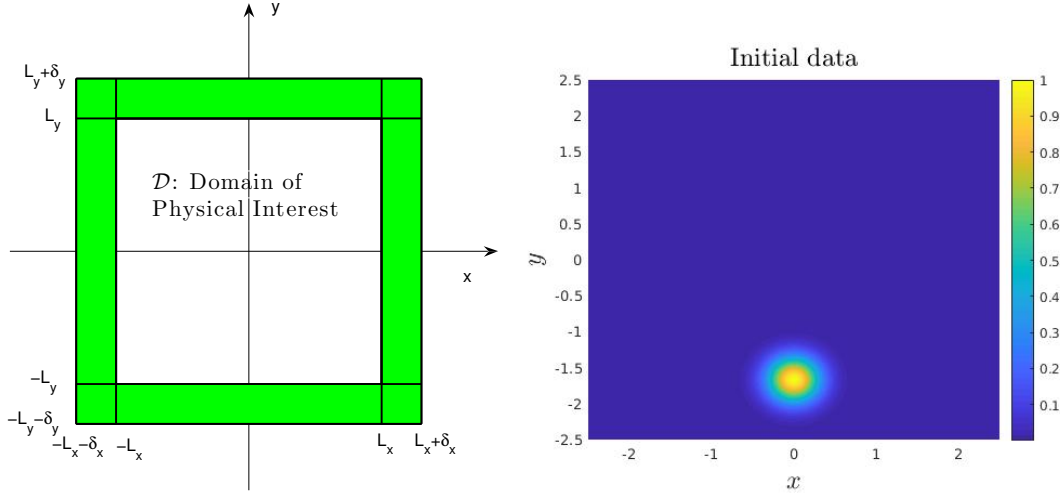 y
L_y+δ_y
L_y
𝒟: Domain of
Physical Interest
x
−L_y
−L_y−δ_y
−L_x−δ_x
−L_x
L_x
L_x+δ_x
Initial data
2.5
2
1.5
1
0.5
0
-0.5
-1
-1.5
-2
-2.5
y
-2
-1
0
1
2
x
1
0.9
0.8
0.7
0.6
0.5
0.4
0.3
0.2
0.1